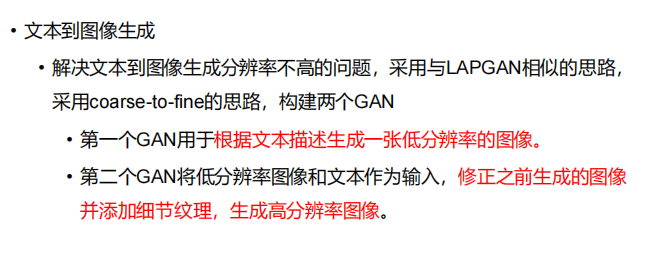 • 文本到图像生成
• 解决文本到图像生成分辨率不高的问题，采用与LAPGAN相似的思路，
采用coarse-to-fine的思路，构建两个GAN
• 第一个GAN用于根据文本描述生成一张低分辨率的图像。
• 第二个GAN将低分辨率图像和文本作为输入，修正之前生成的图像
并添加细节纹理，生成高分辨率图像。